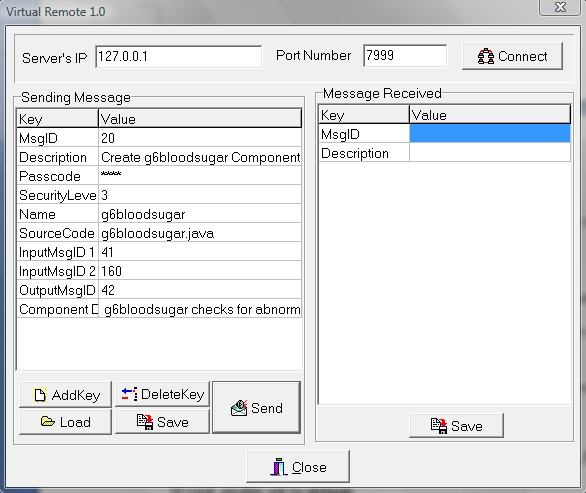 Virtual Remote 1.0
Server's IP 127.0.0.1 Port Number 7999 Connect
Sending Message
Key Value
MsgID 20
Description Create g6bloodsugar Component
Passcode ****
SecurityLeve 3
Name g6bloodsugar
SourceCode g6bloodsugar.java
InputMsgID 1 41
InputMsgID 2 160
OutputMsgID 42
Component D g6bloodsugar checks for abnorm
AddKey DeleteKey
Load Save
Send
Message Received
Key Value
MsgID
Description
Save
Close